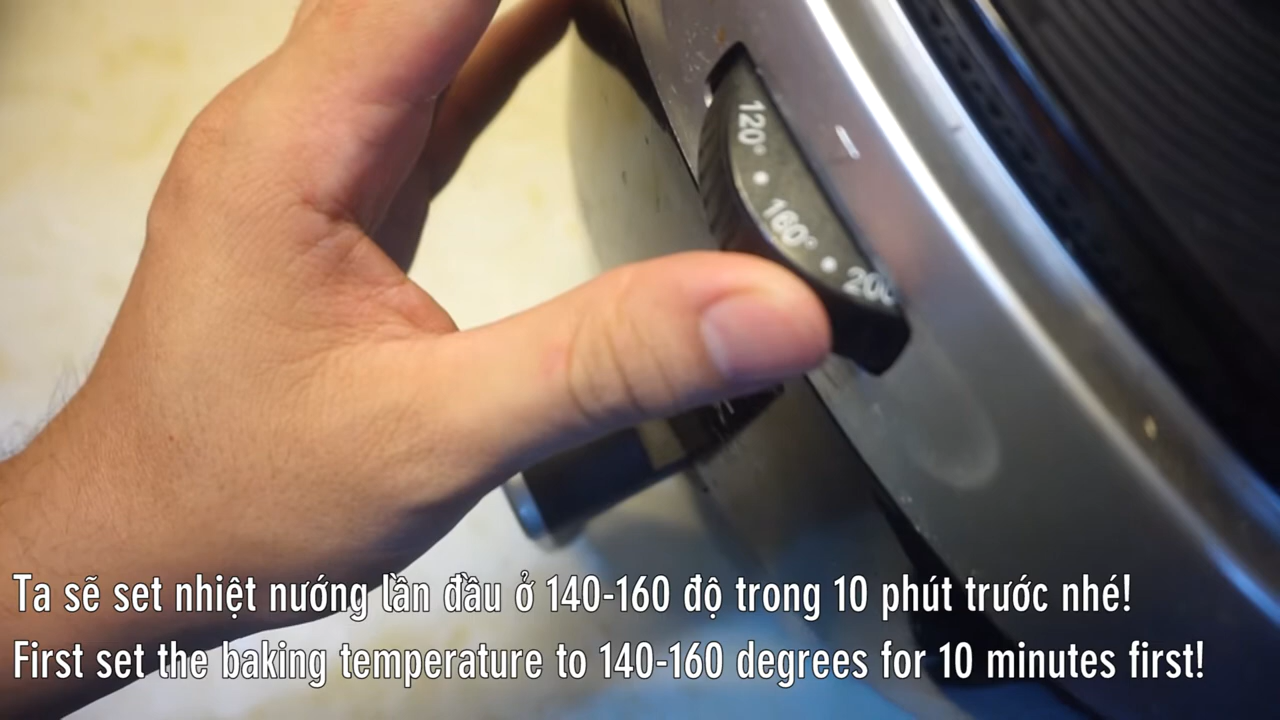 120°
160°
200
Ta sẽ set nhiệt nướng lần đầu ở 140-160 độ trong 10 phút trước nhé!
First set the baking temperature to 140-160 degrees for 10 minutes first!